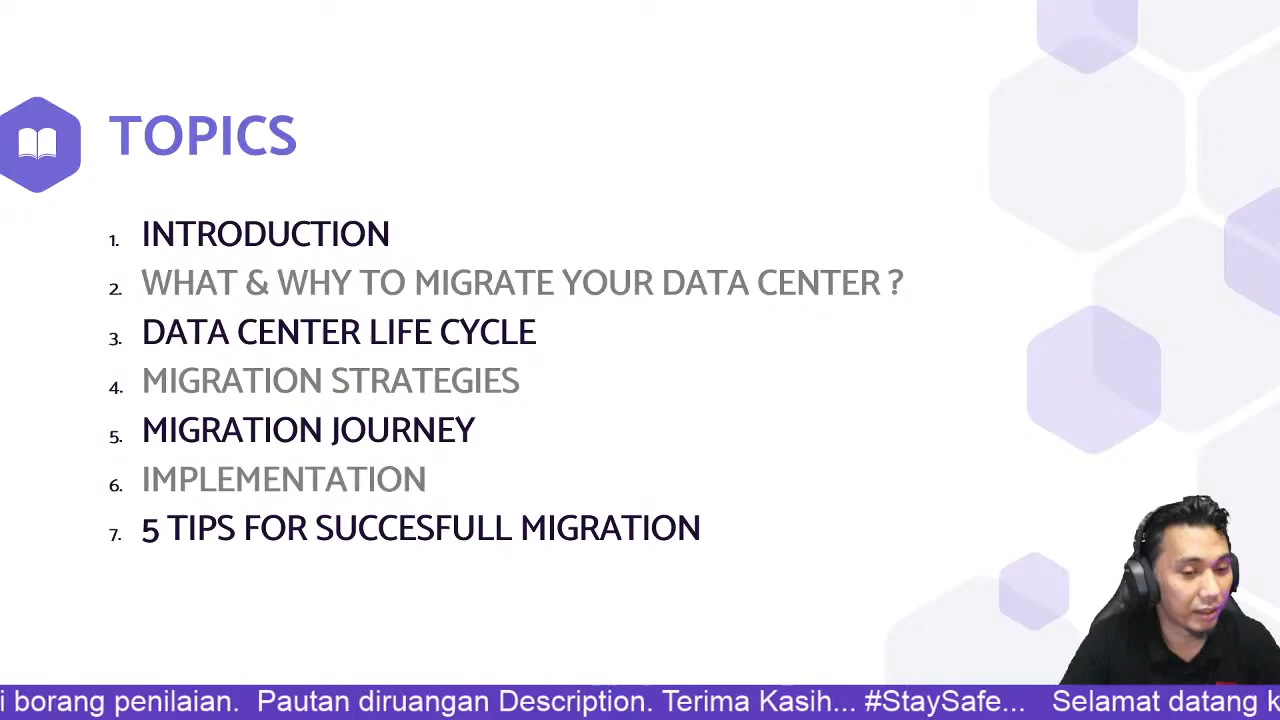 TOPICS
1. INTRODUCTION
2. WHAT & WHY TO MIGRATE YOUR DATA CENTER ?
3. DATA CENTER LIFE CYCLE
4. MIGRATION STRATEGIES
5. MIGRATION JOURNEY
6. IMPLEMENTATION
7. 5 TIPS FOR SUCCESFULL MIGRATION
i borang penilaian. Pautan diruangan Description. Terima Kasih... #StaySafe... Selamat datang k